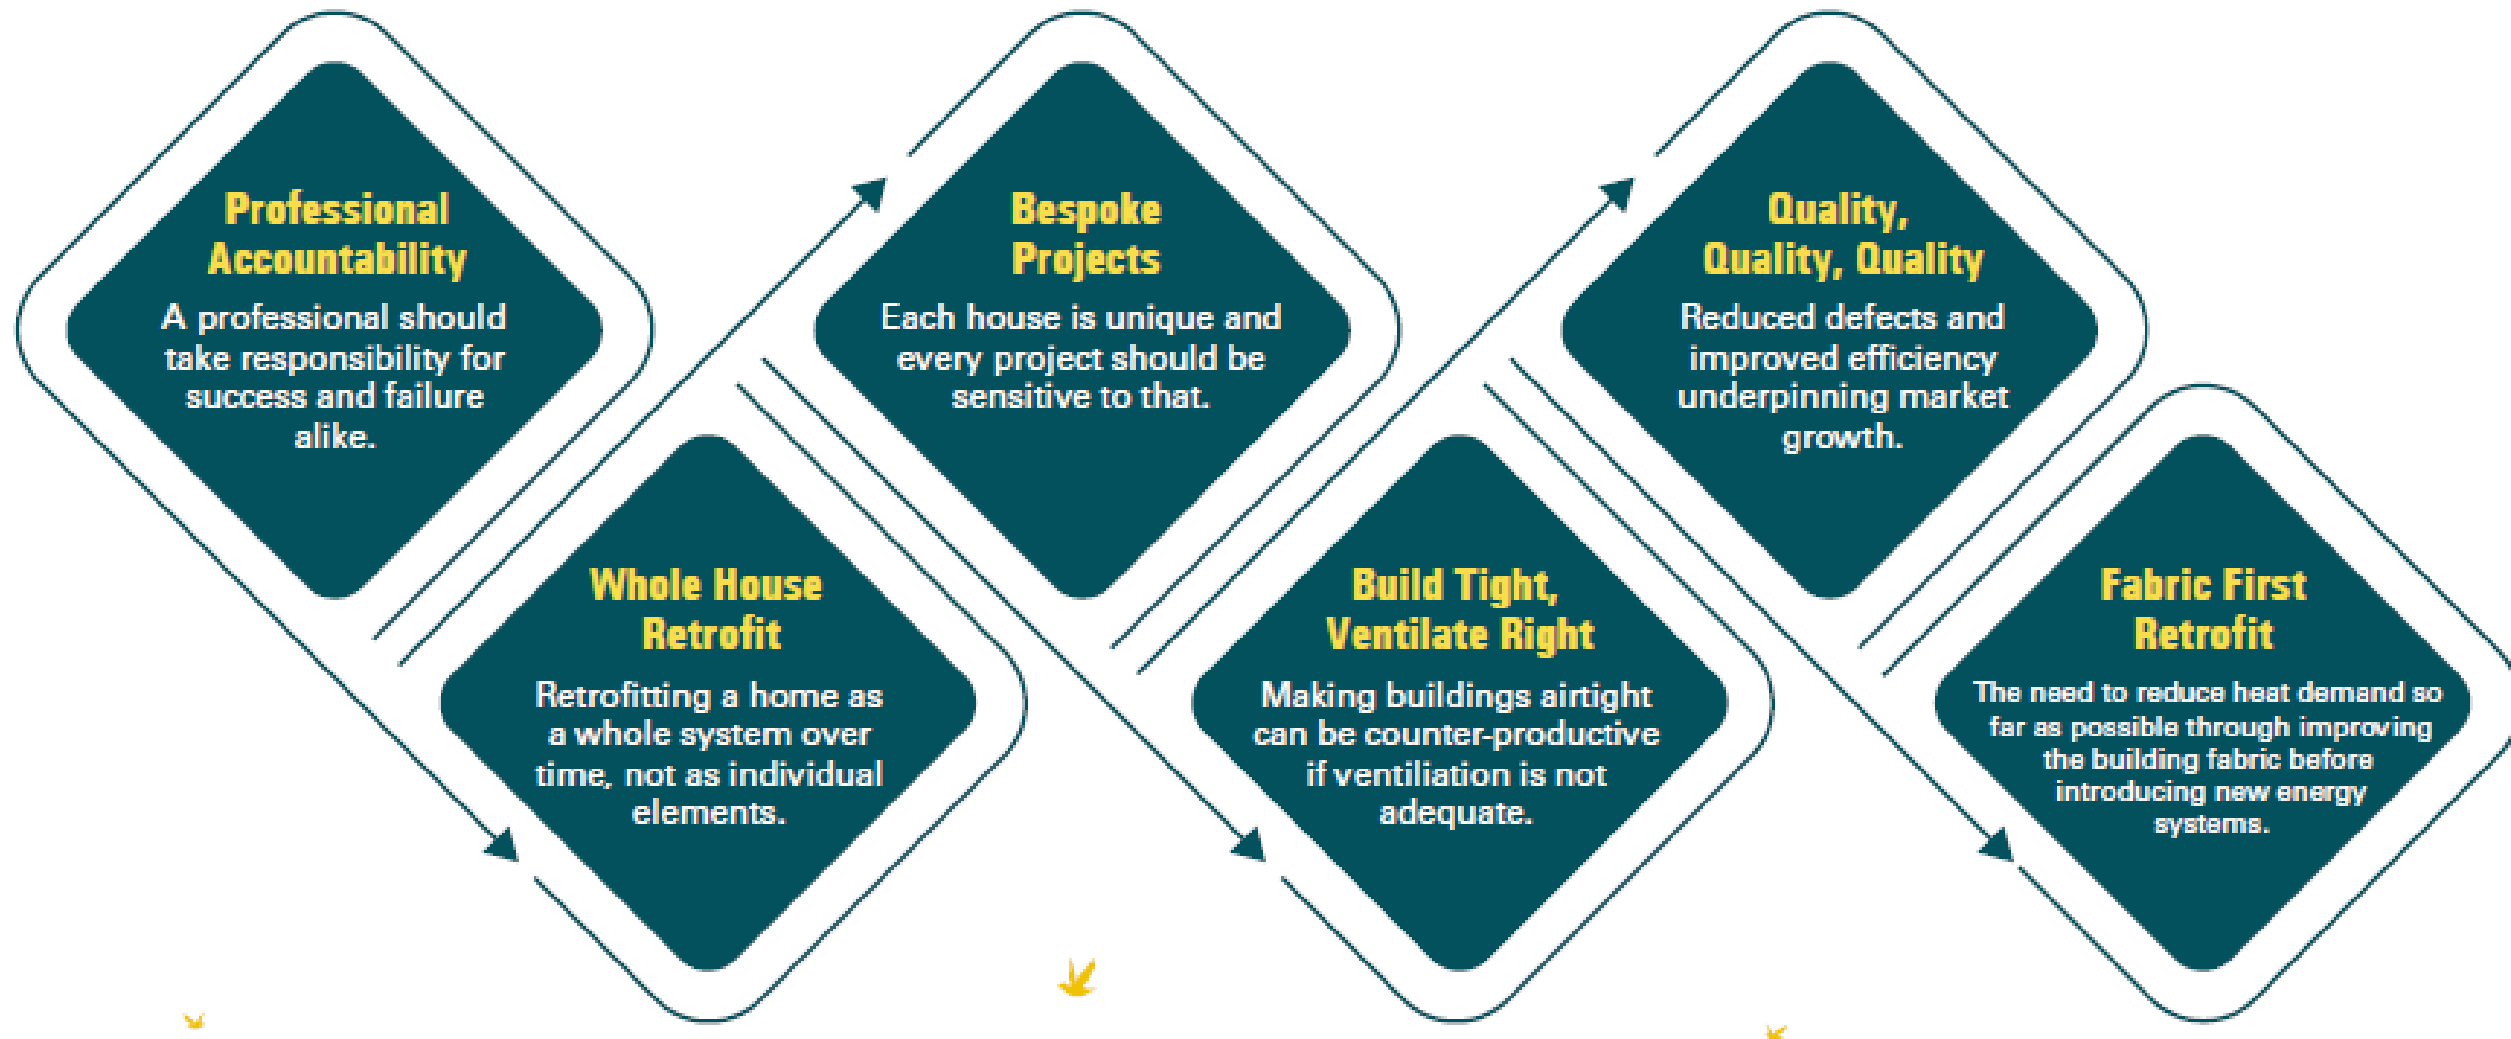 Professional
Accountability
A professional should
take responsibility for
success and failure
alike.
Whole House
Retrofit
Retrofitting a home as
a whole system over
time, not as individual
elements.
Bespoke
Projects
Each house is unique and
every project should be
sensitive to that.
Build Tight,
Ventilate Right
Making buildings airtight
can be counter-productive
if ventiliation is not
adequate.
Quality,
Quality, Quality
Reduced defects and
improved efficiency
underpinning market
growth.
Fabric First
Retrofit
The need to reduce heat demand so
far as possible through improving
the building fabric before
introducing new energy
systems.